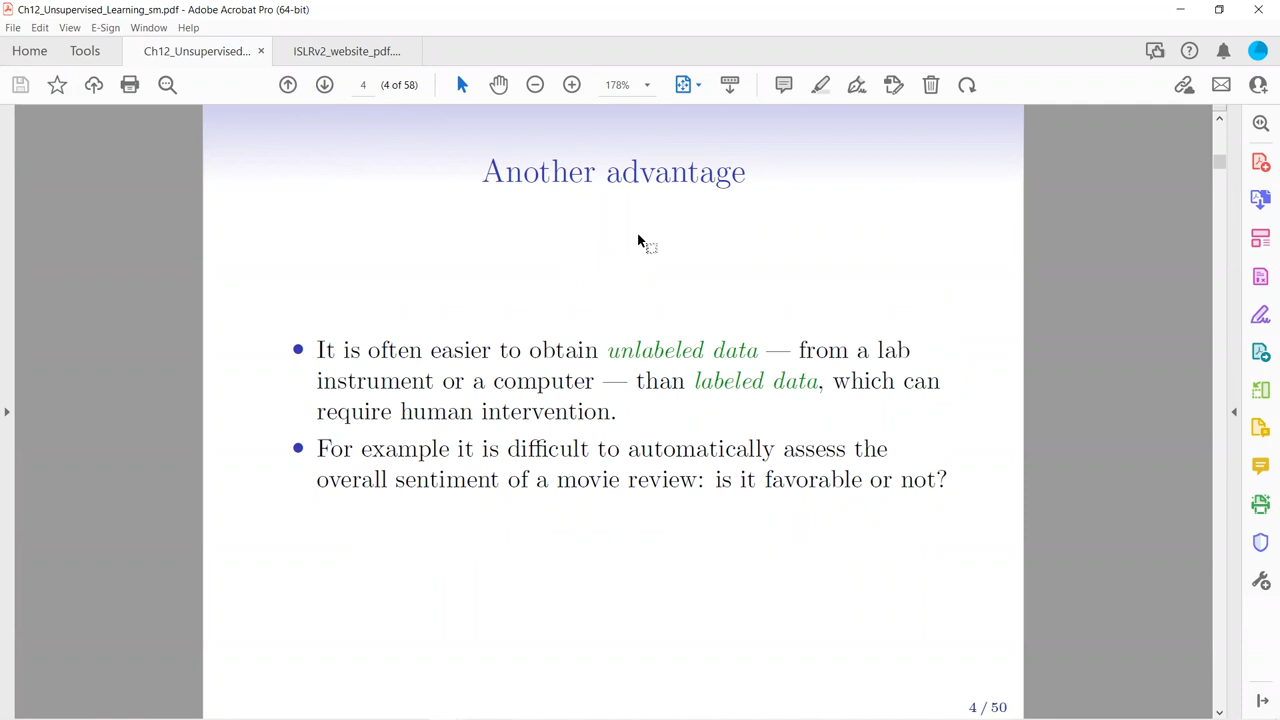 Ch12_Unsupervised_Learning_sm.pdf - Adobe Acrobat Pro (64-bit)
File Edit View E-Sign Window Help
Home Tools Ch12_Unsupervised... × ISLRv2_website_pdf....
4 (4 of 58) 178%
Another advantage
• It is often easier to obtain unlabeled data — from a lab
instrument or a computer — than labeled data, which can
require human intervention.
• For example it is difficult to automatically assess the
overall sentiment of a movie review: is it favorable or not?
4 / 50